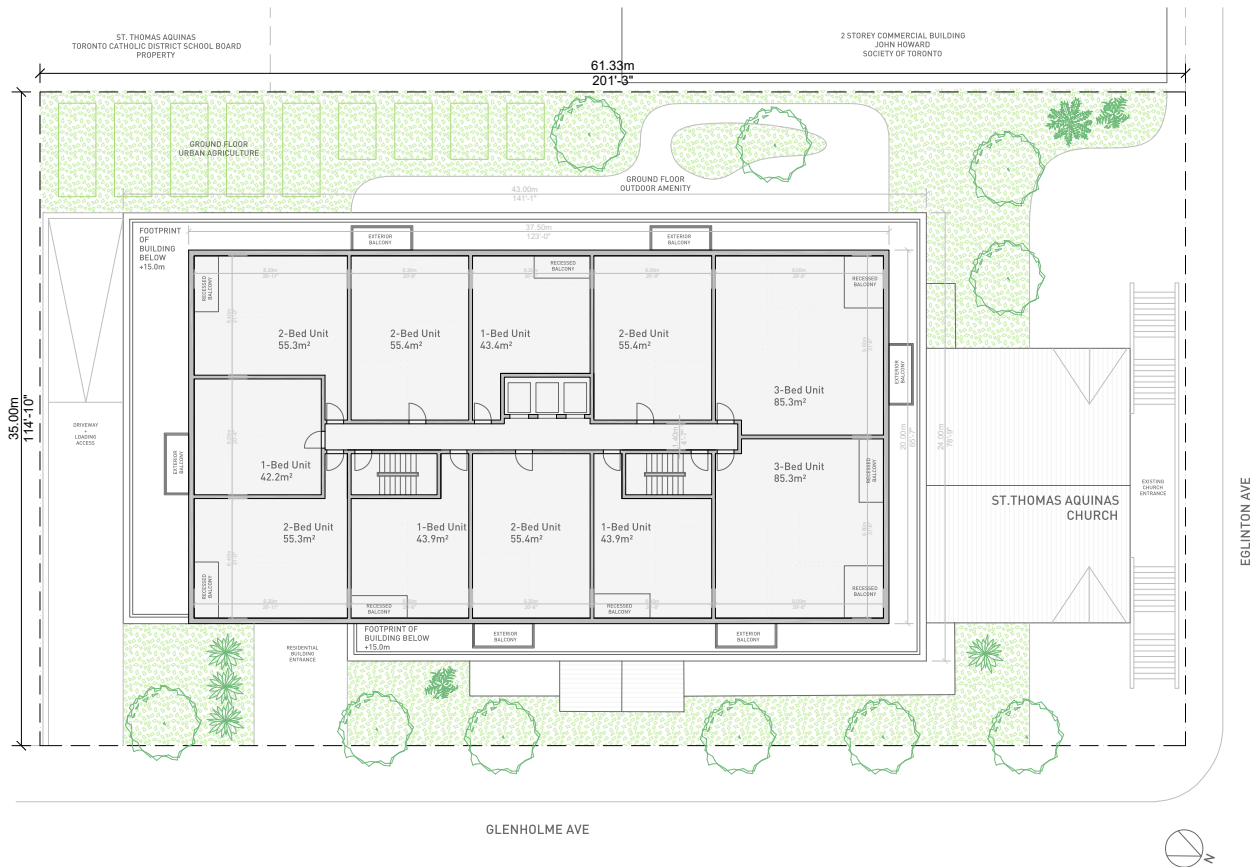 ST. THOMAS AQUINAS
TORONTO CATHOLIC DISTRICT SCHOOL BOARD
PROPERTY
2 STOREY COMMERCIAL BUILDING
JOHN HOWARD
SOCIETY OF TORONTO
61.33m
201'-3"
GROUND FLOOR
URBAN AGRICULTURE
GROUND FLOOR
OUTDOOR AMENITY
43.00m
141'-1"
37.50m
123'-0"
FOOTPRINT
OF
BUILDING
BELOW
+15.0m
EXTERIOR
BALCONY
EXTERIOR
BALCONY
RECESSED
BALCONY
RECESSED
BALCONY
RECESSED
BALCONY
2-Bed Unit
55.3m²
2-Bed Unit
55.4m²
1-Bed Unit
43.4m²
2-Bed Unit
55.4m²
3-Bed Unit
85.3m²
EXTERIOR
BALCONY
35.00m
114'-10"
DRIVEWAY
+
LOADING
ACCESS
EXTERIOR
BALCONY
1-Bed Unit
42.2m²
1.40m
4'-7"
20.00m
65'-7"
24.00m
78'-9"
3-Bed Unit
85.3m²
RECESSED
BALCONY
2-Bed Unit
55.3m²
1-Bed Unit
43.9m²
2-Bed Unit
55.4m²
1-Bed Unit
43.9m²
ST.THOMAS AQUINAS
CHURCH
EXISTING
CHURCH
ENTRANCE
EGLINTON AVE
RECESSED
BALCONY
RECESSED
BALCONY
RECESSED
BALCONY
RECESSED
BALCONY
FOOTPRINT OF
BUILDING BELOW
+15.0m
EXTERIOR
BALCONY
EXTERIOR
BALCONY
RESIDENTIAL
BUILDING
ENTRANCE
GLENHOLME AVE
N